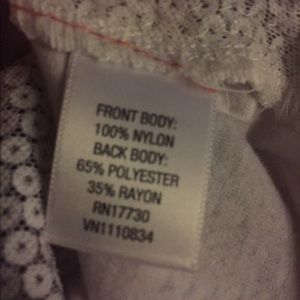 FRONT BODY:
100% NYLON
BACK BODY:
65% POLYESTER
35% RAYON
RN17730
VN1110834